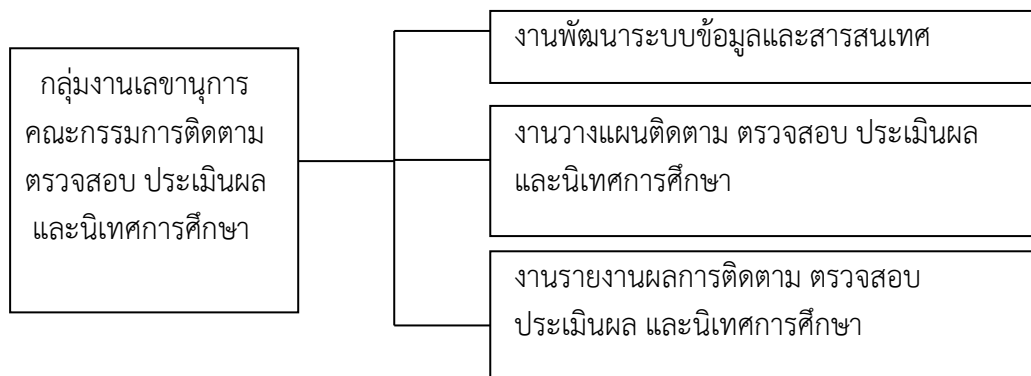 กลุ่มงานเลขานุการ
คณะกรรมการติดตาม
ตรวจสอบ ประเมินผล
และนิเทศการศึกษา
งานพัฒนาระบบข้อมูลและสารสนเทศ
งานวางแผนติดตาม ตรวจสอบ ประเมินผล
และนิเทศการศึกษา
งานรายงานผลการติดตาม ตรวจสอบ
ประเมินผล และนิเทศการศึกษา